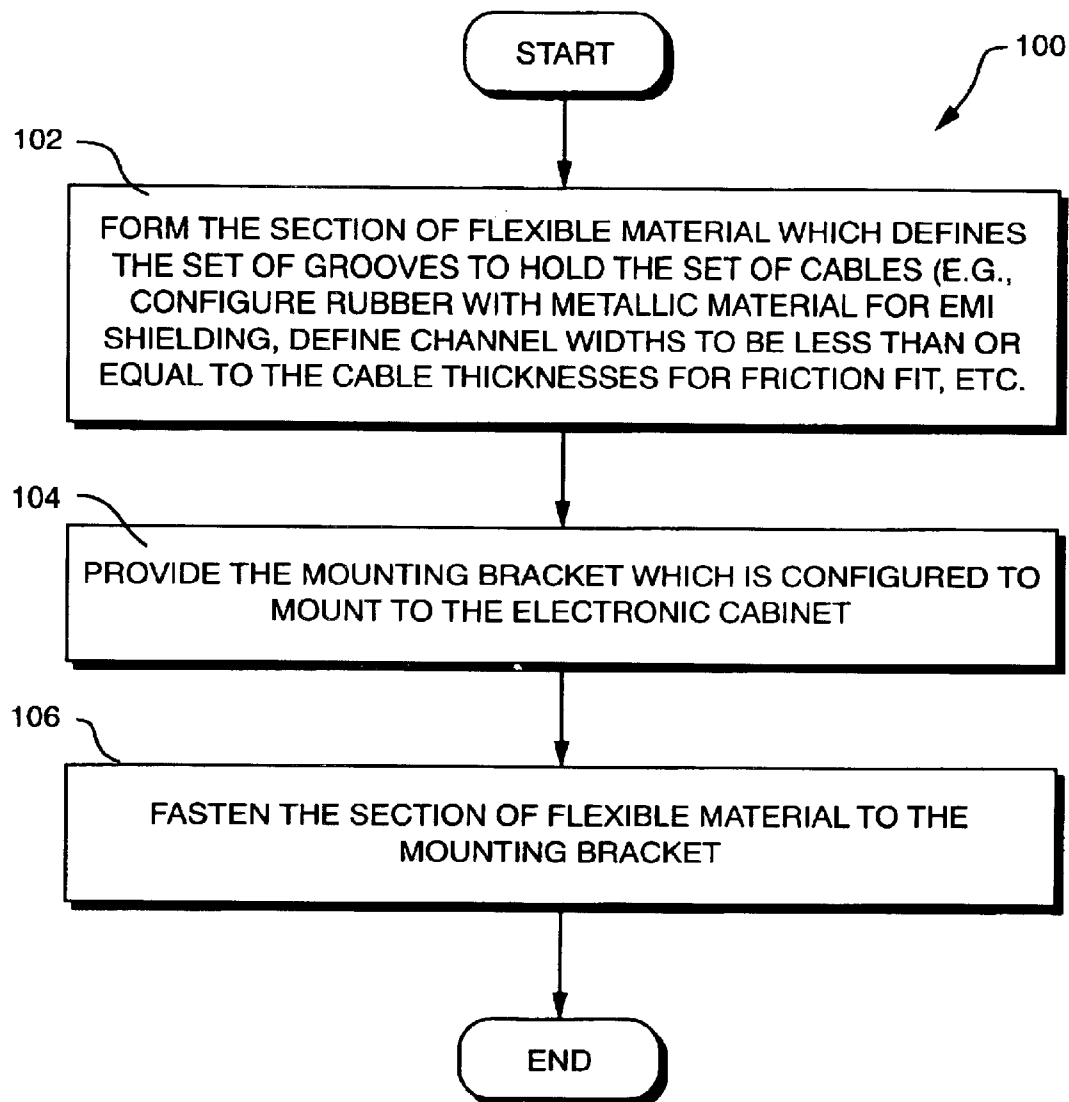 START
100
102
FORM THE SECTION OF FLEXIBLE MATERIAL WHICH DEFINES
THE SET OF GROOVES TO HOLD THE SET OF CABLES (E.G.,
CONFIGURE RUBBER WITH METALLIC MATERIAL FOR EMI
SHIELDING, DEFINE CHANNEL WIDTHS TO BE LESS THAN OR
EQUAL TO THE CABLE THICKNESSES FOR FRICTION FIT, ETC.
104
PROVIDE THE MOUNTING BRACKET WHICH IS CONFIGURED TO
MOUNT TO THE ELECTRONIC CABINET
106
FASTEN THE SECTION OF FLEXIBLE MATERIAL TO THE
MOUNTING BRACKET
END